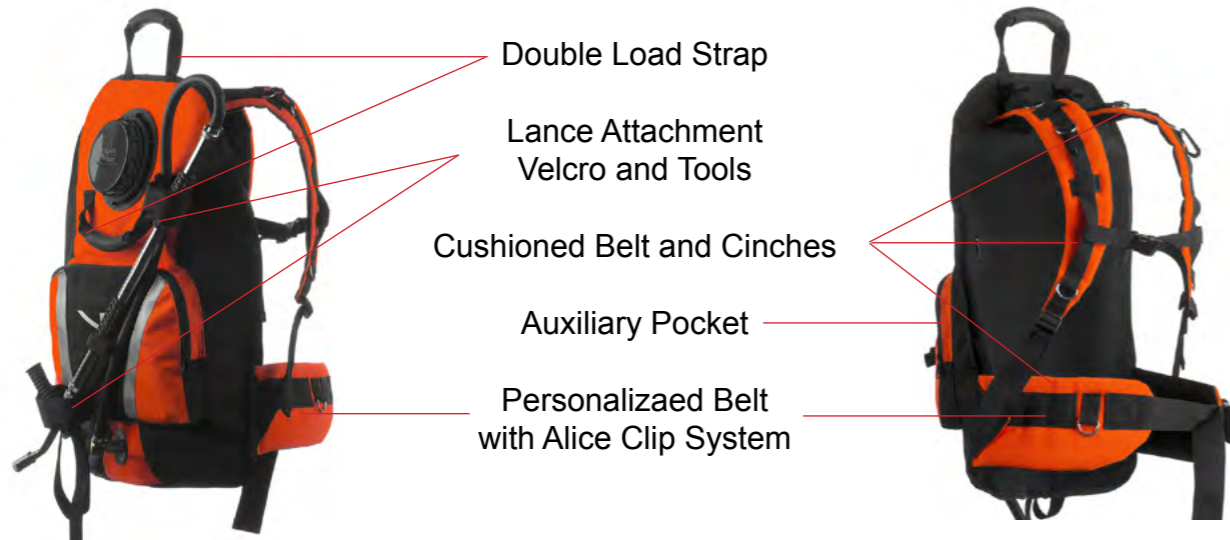 Double Load Strap
Lance Attachment
Velcro and Tools
Cushioned Belt and Cinches
Auxiliary Pocket
Personalizaed Belt
with Alice Clip System